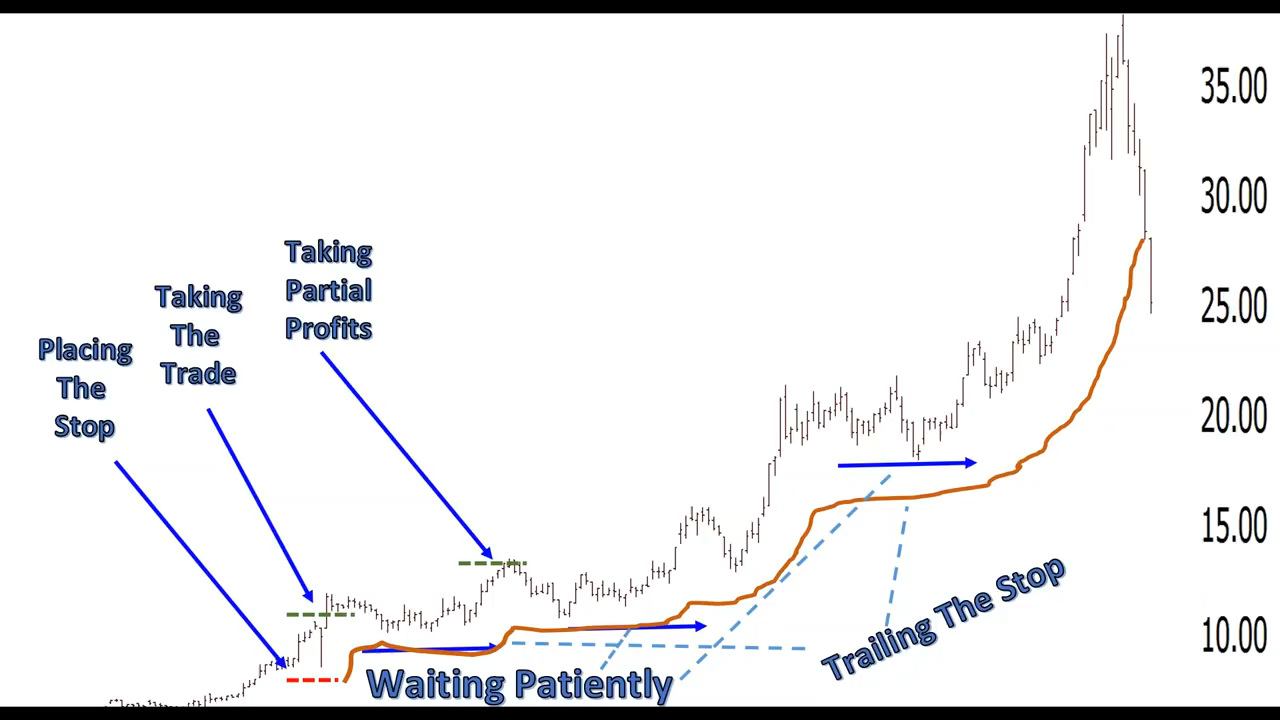 Placing
The
Stop
Taking
The
Trade
Taking
Partial
Profits
Waiting Patiently
Trailing The Stop
35.00
30.00
25.00
20.00
15.00
10.00